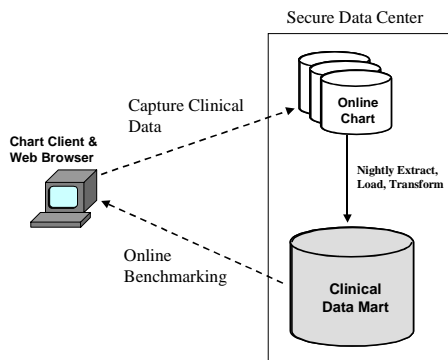 Secure Data Center
Capture Clinical
Data
Online
Chart
Chart Client &
Web Browser
Nightly Extract,
Load, Transform
Online
Benchmarking
Clinical
Data Mart